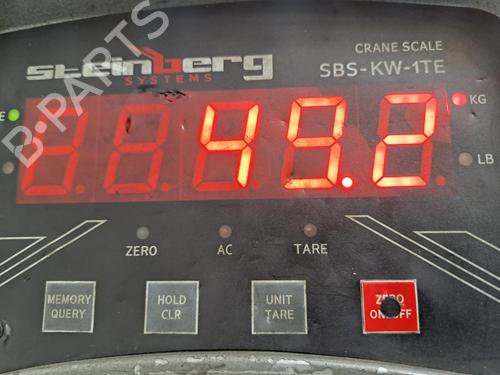 steinberg
SYSTEMS
CRANE SCALE
SBS-KW-1TE
B-PARTS
E
43.2
KG
LB
ZERO
AC
TARE
MEMORY
QUERY
HOLD
CLR
UNIT
TARE
ZERO
ON/OFF